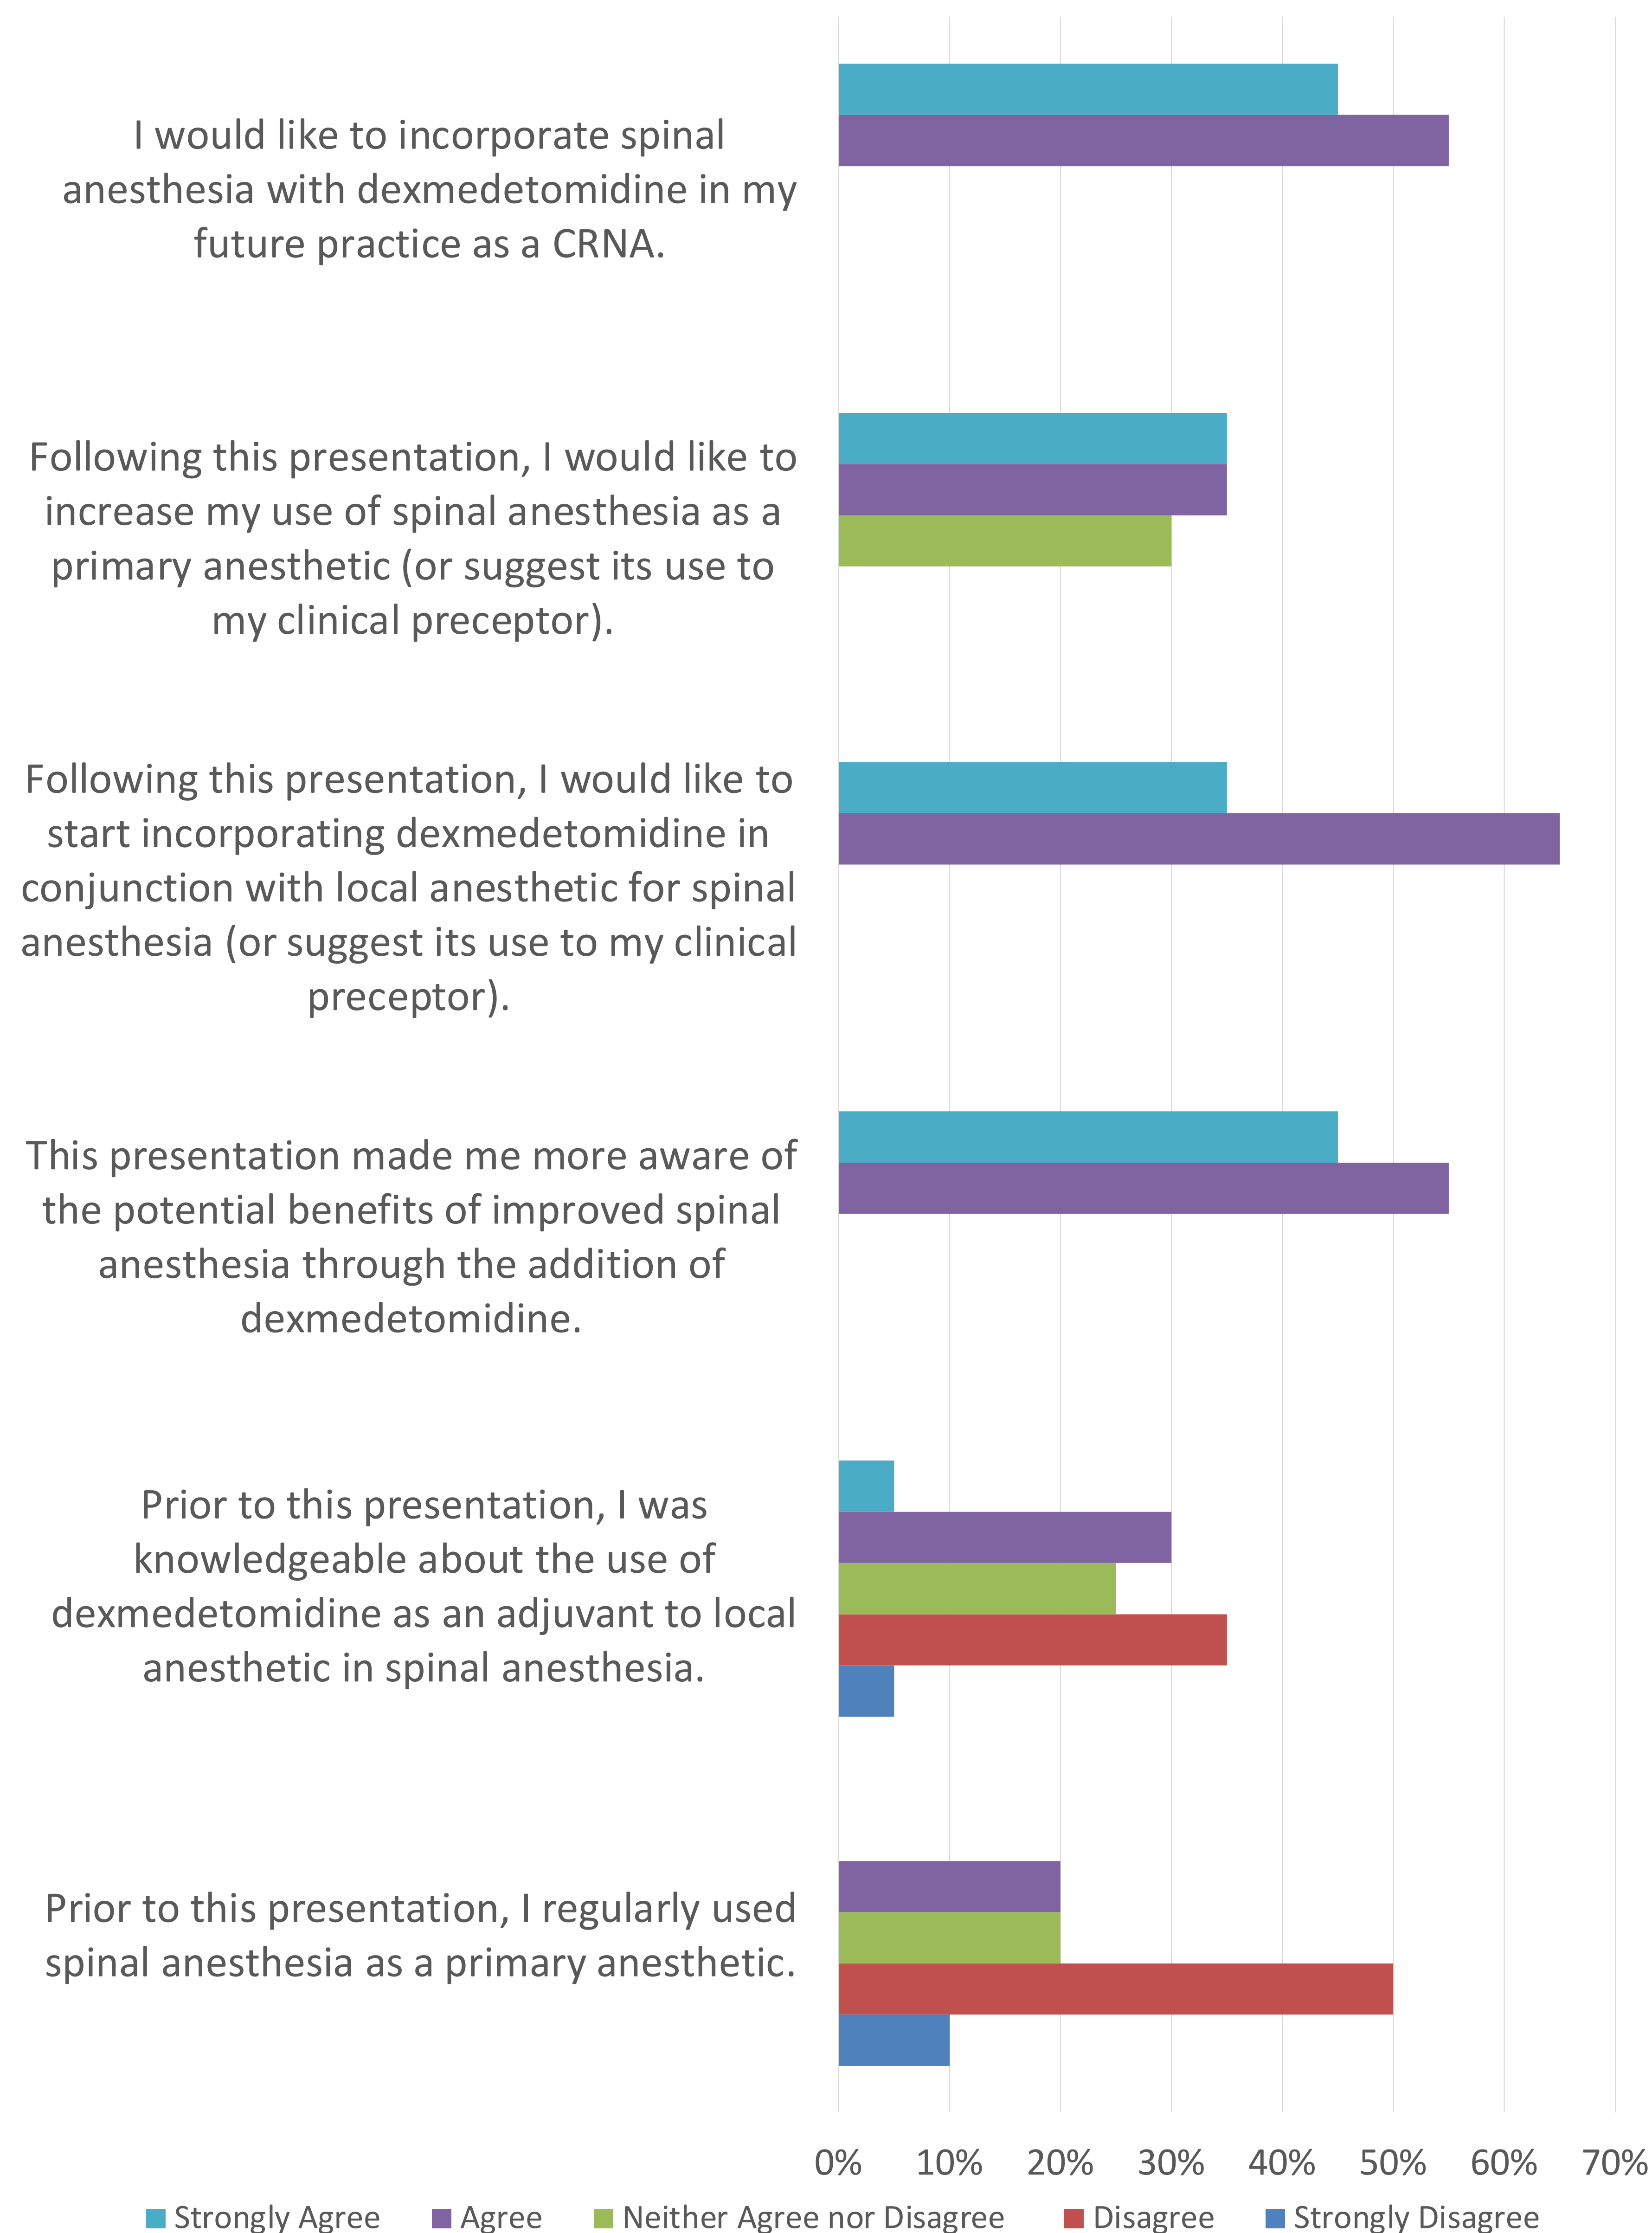 I would like to incorporate spinal
anesthesia with dexmedetomidine in my
future practice as a CRNA.
Following this presentation, I would like to
increase my use of spinal anesthesia as a
primary anesthetic (or suggest its use to
my clinical preceptor).
Following this presentation, I would like to
start incorporating dexmedetomidine in
conjunction with local anesthetic for spinal
anesthesia (or suggest its use to my clinical
preceptor).
This presentation made me more aware of
the potential benefits of improved spinal
anesthesia through the addition of
dexmedetomidine.
Prior to this presentation, I was
knowledgeable about the use of
dexmedetomidine as an adjuvant to local
anesthetic in spinal anesthesia.
Prior to this presentation, I regularly used
spinal anesthesia as a primary anesthetic.
0% 10% 20% 30% 40% 50% 60% 70%
Strongly Agree Agree Neither Agree nor Disagree Disagree Strongly Disagree